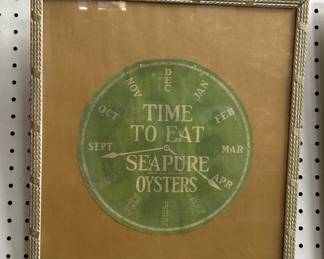 DEC
NOV
JAN
OCT
FEB
TIME
TO EAT
SEPT
MAR
SEAPURE
OYSTERS
APR